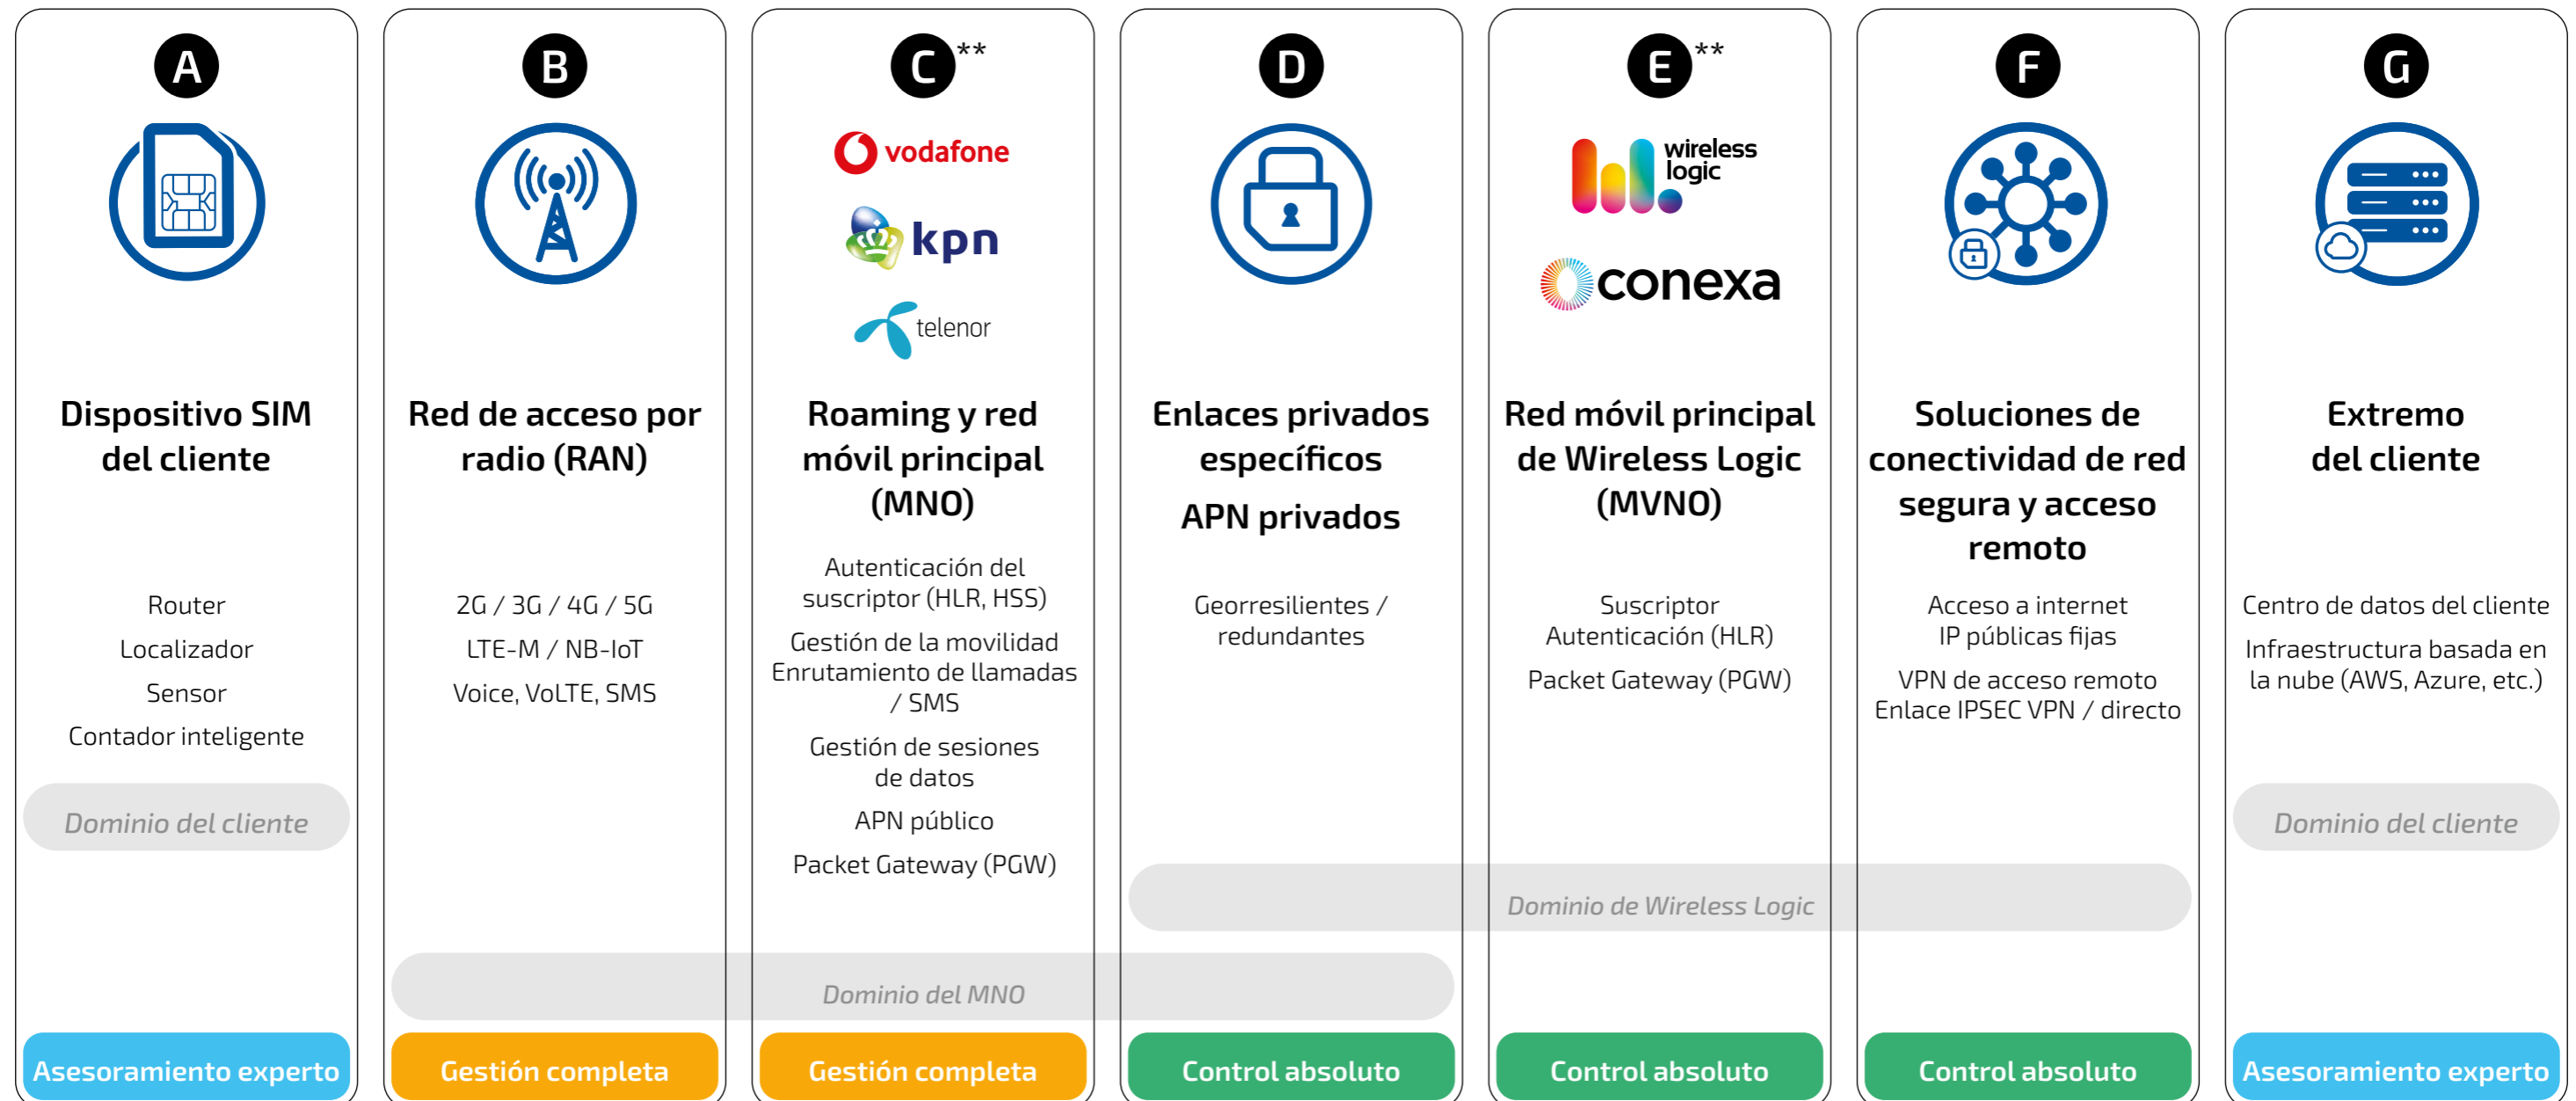 A
Dispositivo SIM
del cliente
Router
Localizador
Sensor
Contador inteligente
Dominio del cliente
Asesoramiento experto
B
Red de acceso por
radio (RAN)
2G / 3G / 4G / 5G
LTE-M / NB-IoT
Voice, VoLTE, SMS
Gestión completa
C**
vodafone
kpn
telenor
Roaming y red
móvil principal
(MNO)
Autenticación del
suscriptor (HLR, HSS)
Gestión de la movilidad
Enrutamiento de llamadas
/ SMS
Gestión de sesiones
de datos
APN público
Packet Gateway (PGW)
Dominio del MNO
Gestión completa
D
Enlaces privados
específicos
APN privados
Georresilientes /
redundantes
Control absoluto
E**
wireless
logic
conexa
Red móvil principal
de Wireless Logic
(MVNO)
Suscriptor
Autenticación (HLR)
Packet Gateway (PGW)
Dominio de Wireless Logic
Control absoluto
F
Soluciones de
conectividad de red
segura y acceso
remoto
Acceso a internet
IP públicas fijas
VPN de acceso remoto
Enlace IPSEC VPN / directo
Control absoluto
G
Extremo
del cliente
Centro de datos del cliente
Infraestructura basada en
la nube (AWS, Azure, etc.)
Dominio del cliente
Asesoramiento experto